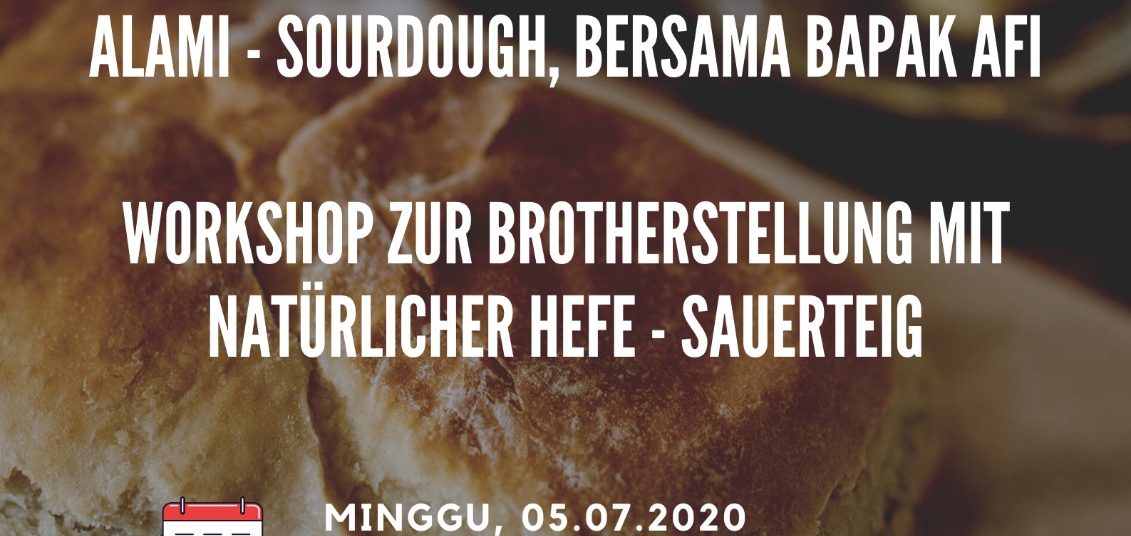 ALAMI - SOURDOUGH, BERSAMA BAPAK AFI
WORKSHOP ZUR BROTHERSTELLUNG MIT
NATÜRLICHER HEFE - SAUERTEIG
MINGGU, 05.07.2020